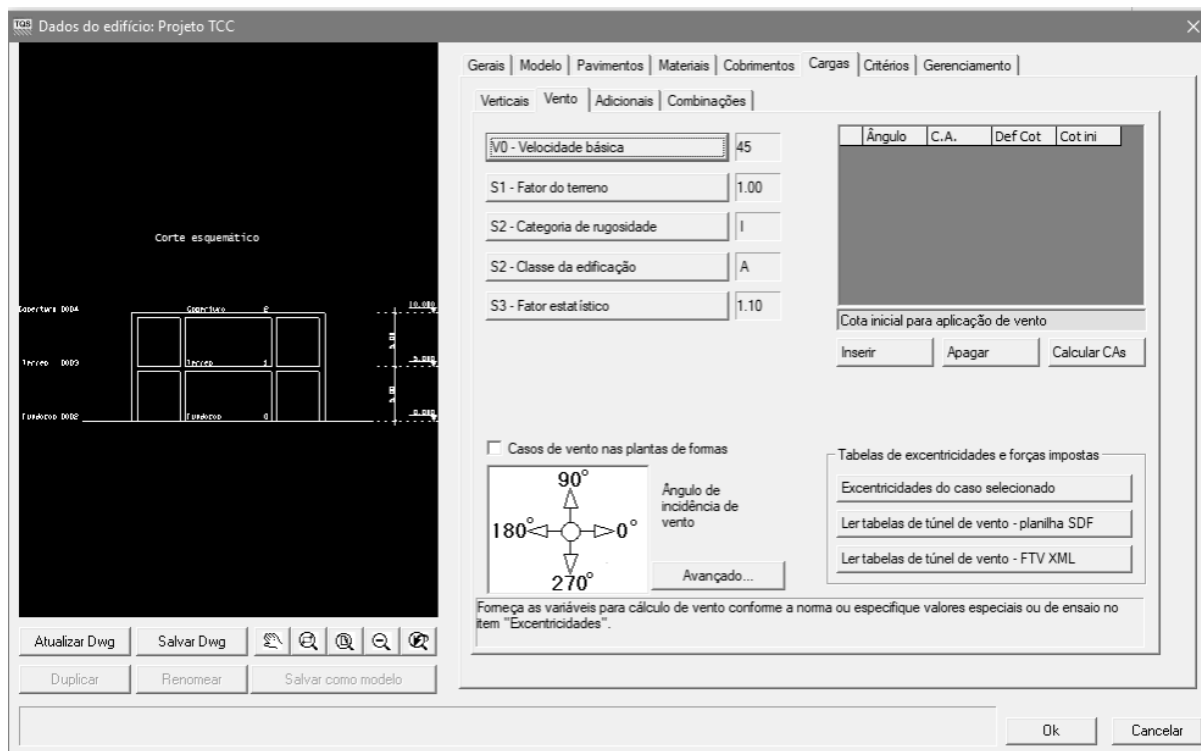 TQS Dados do edifício: Projeto TCC
Gerais Modelo Pavimentos Materiais Cobrimentos Cargas Critérios Gerenciamento
Verticais Vento Adicionais Combinações
V0 - Velocidade básica 45
S1 - Fator do terreno 1.00
S2 - Categoria de rugosidade I
S2 - Classe da edificação A
S3 - Fator estatístico 1.10
Ângulo C.A. Def Cot Cot ini
Cota inicial para aplicação de vento
Inserir Apagar Calcular CAs
Corte esquemático
Casos de vento nas plantas de formas
90°
180° 0°
270°
Ângulo de
incidência de
vento
Avançado...
Tabelas de excentricidades e forças impostas
Excentricidades do caso selecionado
Ler tabelas de túnel de vento - planilha SDF
Ler tabelas de túnel de vento - FTV XML
Forneça as variáveis para cálculo de vento conforme a norma ou especifique valores especiais ou de ensaio no
item "Excentricidades".
Atualizar Dwg Salvar Dwg
Duplicar Renomear Salvar como modelo
Ok Cancelar